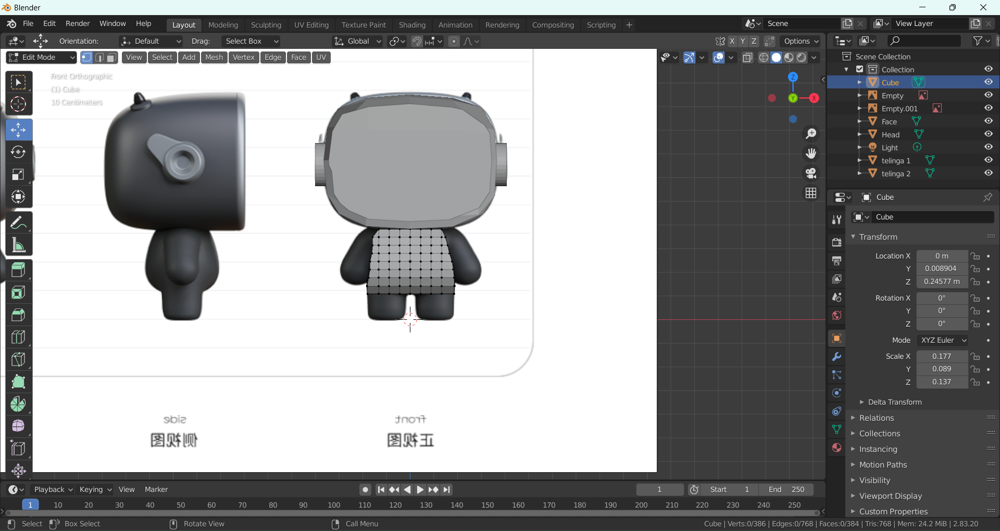 Blender
File Edit Render Window Help Layout Modeling Sculpting UV Editing Texture Paint Shading Animation Rendering Compositing Scripting + Scene View Layer
Orientation: Default Drag: Select Box Global X Y Z Options
Edit Mode View Select Add Mesh Vertex Edge Face UV
Front Orthographic
(1) Cube
10 Centimeters
Z
Y X
side front
侧视图 正视图
Scene Collection
Collection
Cube
Empty
Empty.001
Face
Head
Light
telinga 1
telinga 2
Cube
Cube
Transform
Location X 0 m
Y 0.008904
Z 0.24577 m
Rotation X 0°
Y 0°
Z 0°
Mode XYZ Euler
Scale X 0.177
Y 0.089
Z 0.137
Delta Transform
Relations
Collections
Instancing
Motion Paths
Visibility
Viewport Display
Custom Properties
Playback Keying View Marker 1 Start 1 End 250
1 10 20 30 40 50 60 70 80 90 100 110 120 130 140 150 160 170 180 190 200 210 220 230 240 250
Select Box Select Rotate View Call Menu Cube | Verts:0/386 | Edges:0/768 | Faces:0/384 | Tris:768 | Mem: 24.2 MiB | 2.83.20